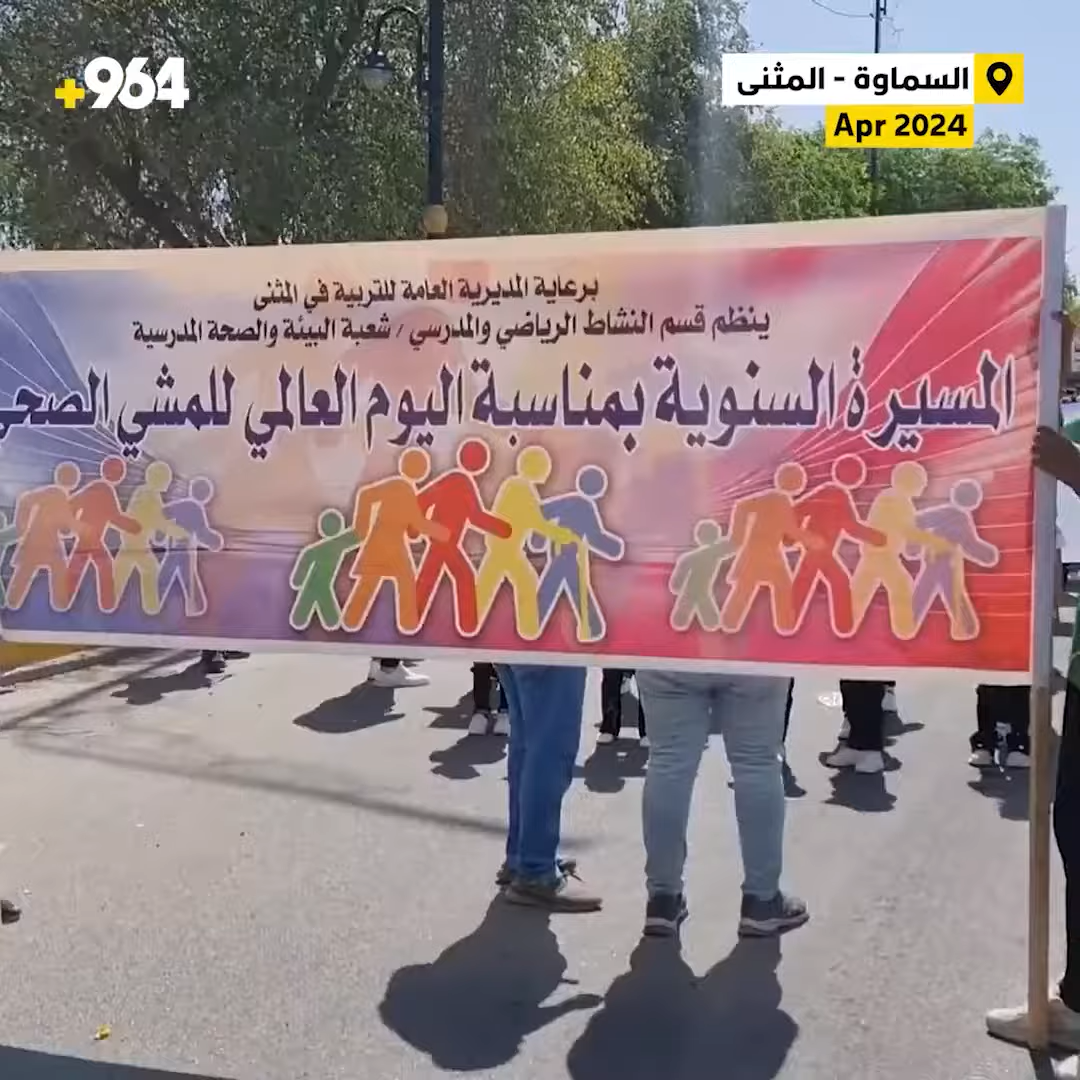 +964
السماوة - المثنى
Apr 2024
برعاية المديرية العامة للتربية في المثنى
ينظم قسم النشاط الرياضي والمدرسي / شعبة البيئة والصحة المدرسية
المسيرة السنوية بمناسبة اليوم العالمي للمشي الصحي